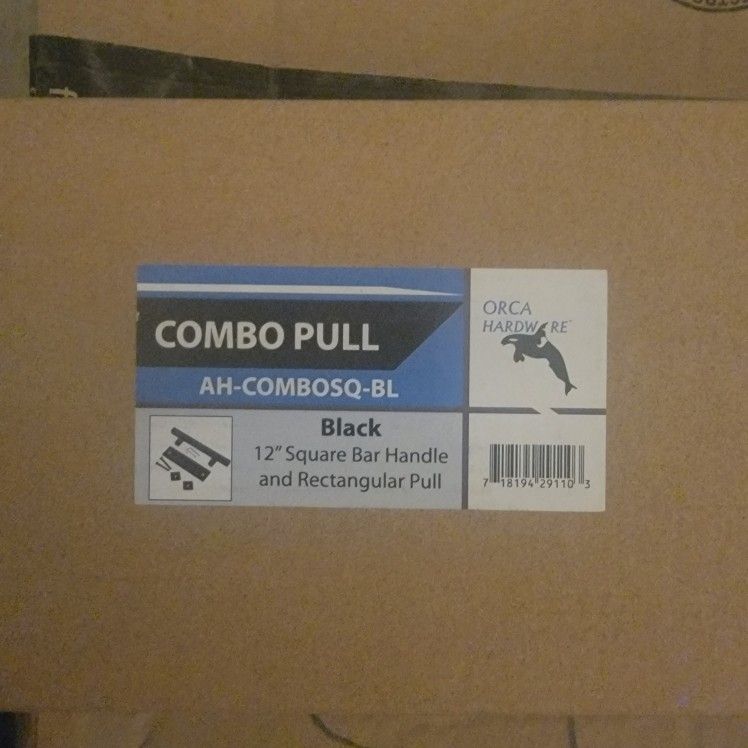 COMBO PULL
AH-COMBOSQ-BL
ORCA
HARDWARE
Black
12" Square Bar Handle
and Rectangular Pull
7 18194 29110 3